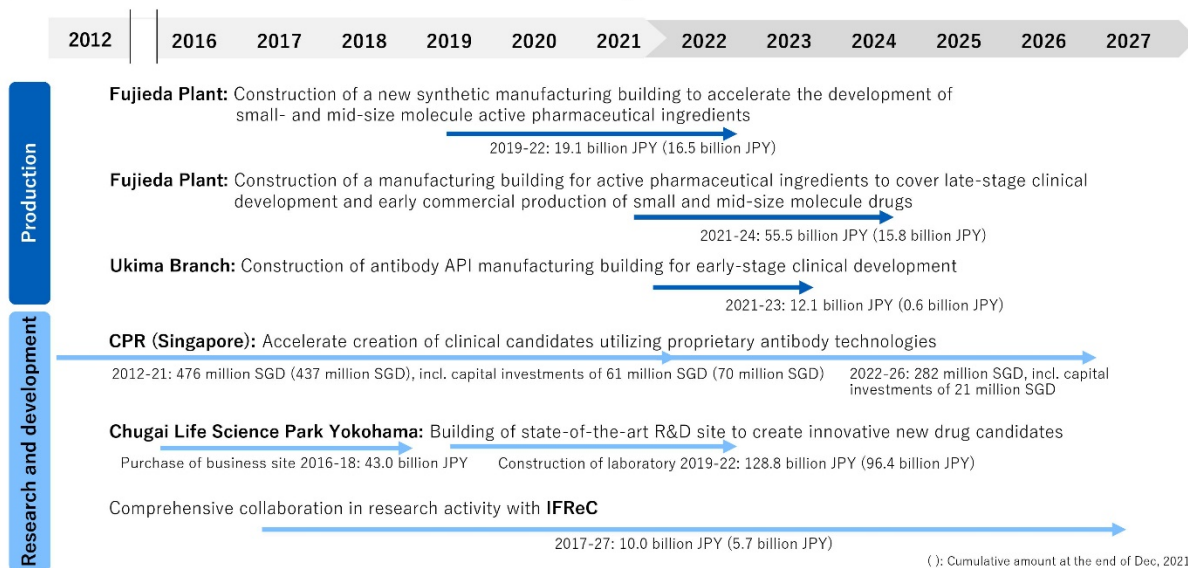 2012 2016 2017 2018 2019 2020 2021 2022 2023 2024 2025 2026 2027
Production
Fujieda Plant: Construction of a new synthetic manufacturing building to accelerate the development of
small- and mid-size molecule active pharmaceutical ingredients
2019-22: 19.1 billion JPY (16.5 billion JPY)
Fujieda Plant: Construction of a manufacturing building for active pharmaceutical ingredients to cover late-stage clinical
development and early commercial production of small and mid-size molecule drugs
2021-24: 55.5 billion JPY (15.8 billion JPY)
Ukima Branch: Construction of antibody API manufacturing building for early-stage clinical development
2021-23: 12.1 billion JPY (0.6 billion JPY)
Research and development
CPR (Singapore): Accelerate creation of clinical candidates utilizing proprietary antibody technologies
2012-21: 476 million SGD (437 million SGD), incl. capital investments of 61 million SGD (70 million SGD)
2022-26: 282 million SGD, incl. capital
investments of 21 million SGD
Chugai Life Science Park Yokohama: Building of state-of-the-art R&D site to create innovative new drug candidates
Purchase of business site 2016-18: 43.0 billion JPY
Construction of laboratory 2019-22: 128.8 billion JPY (96.4 billion JPY)
Comprehensive collaboration in research activity with IFReC
2017-27: 10.0 billion JPY (5.7 billion JPY)
( ): Cumulative amount at the end of Dec, 2021